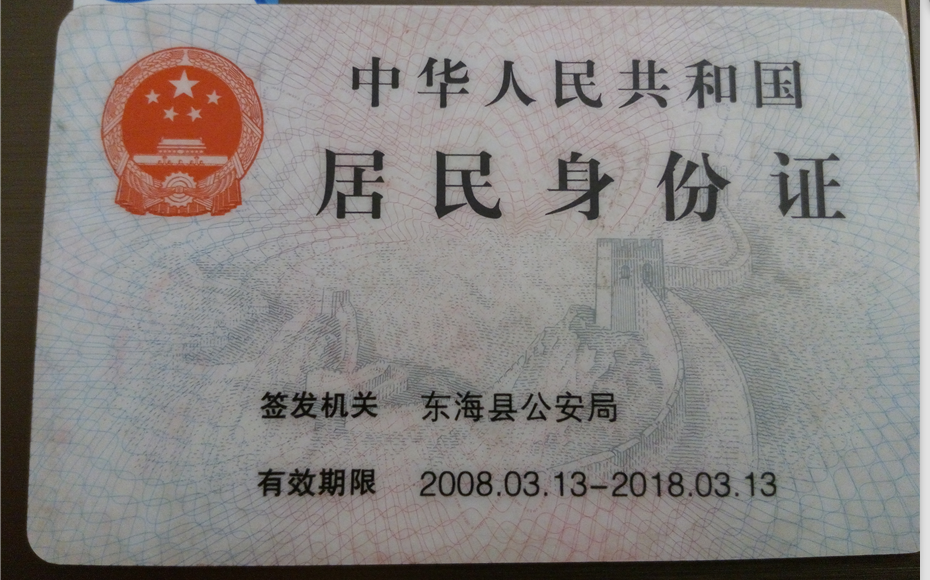 中华人民共和国
居民身份证
签发机关 东海县公安局
有效期限 2008.03.13-2018.03.13